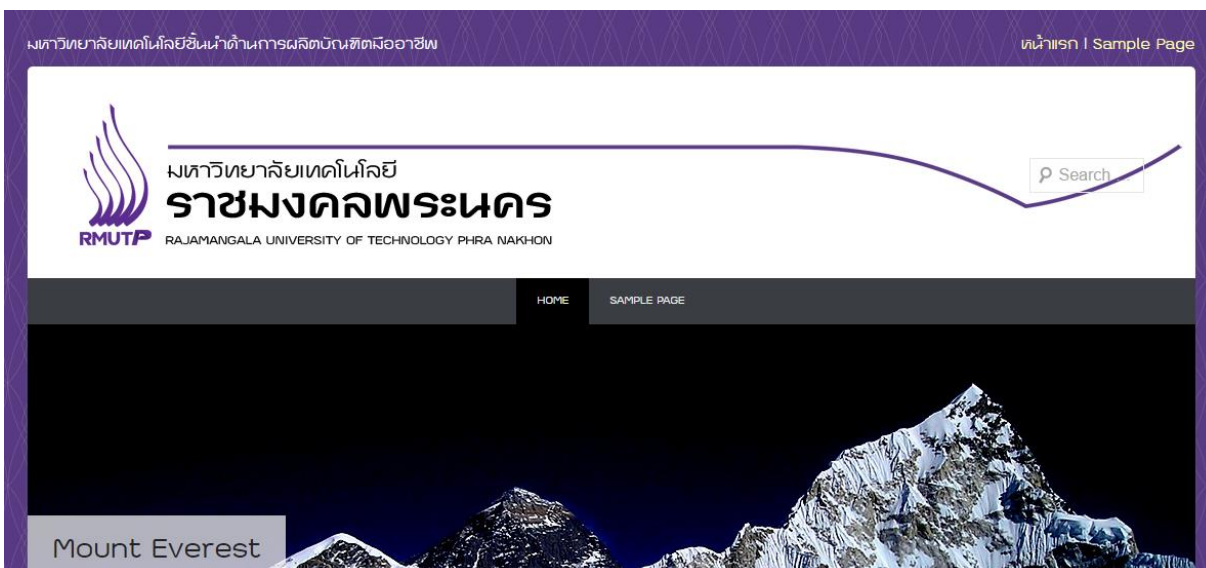 มหาวิทยาลัยเทคโนโลยีชั้นนำด้านการผลิตบัณฑิตมืออาชีพ
หน้าแรก | Sample Page
มหาวิทยาลัยเทคโนโลยี
ราชมงคลพระนคร
RMUTP
RAJAMANGALA UNIVERSITY OF TECHNOLOGY PHRA NAKHON
Search
HOME SAMPLE PAGE
Mount Everest